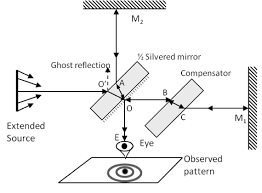 M₂
½ Silvered mirror
Ghost reflection
Compensator
A
O'
O
B
C
M₁
Extended
Source
E
Eye
Observed
pattern